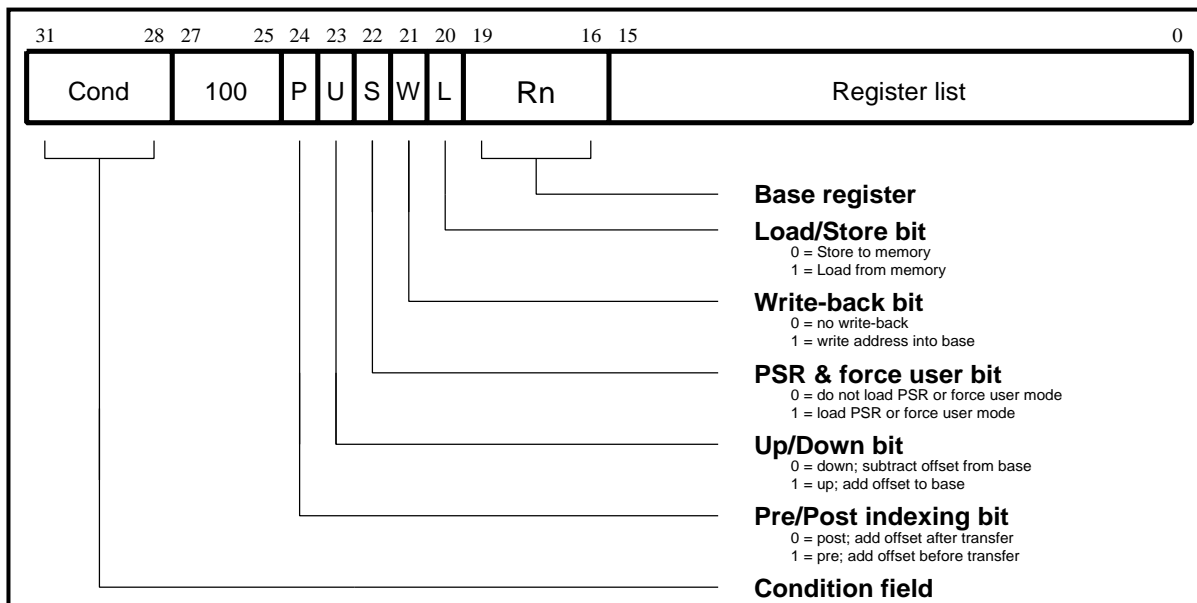 31 28 27 25 24 23 22 21 20 19 16 15 0
Cond 100 P U S W L Rn Register list
Base register
Load/Store bit
0 = Store to memory
1 = Load from memory
Write-back bit
0 = no write-back
1 = write address into base
PSR & force user bit
0 = do not load PSR or force user mode
1 = load PSR or force user mode
Up/Down bit
0 = down; subtract offset from base
1 = up; add offset to base
Pre/Post indexing bit
0 = post; add offset after transfer
1 = pre; add offset before transfer
Condition field